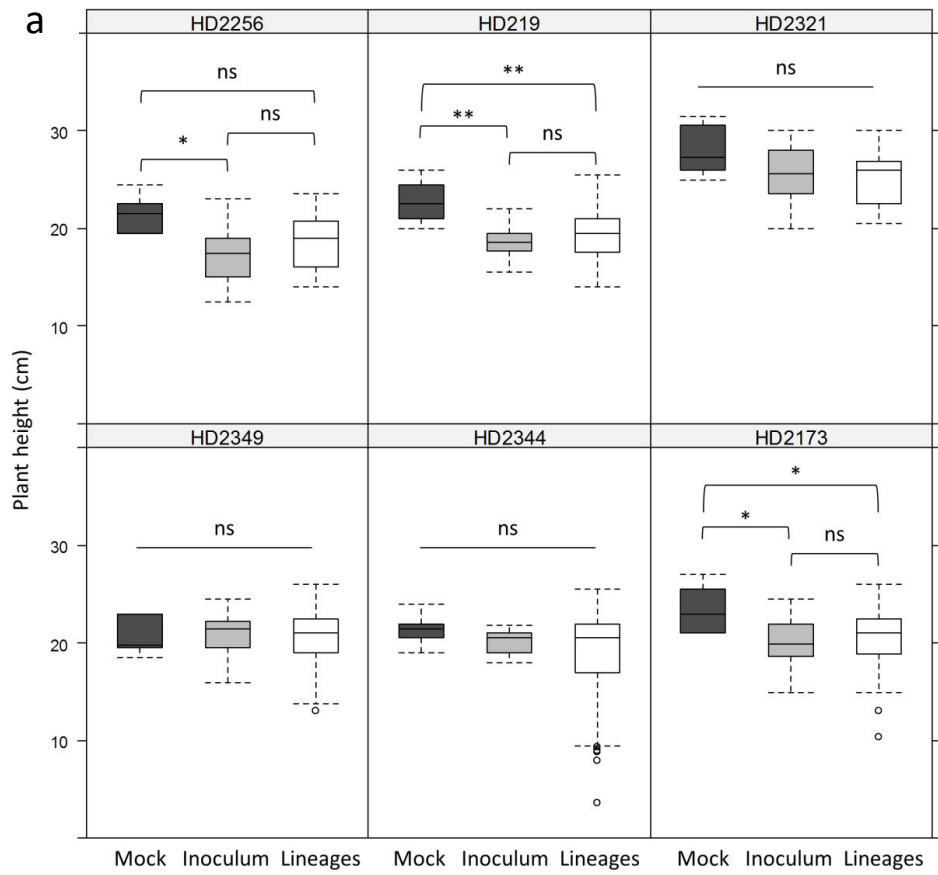 a
HD2256 HD219 HD2321
ns ** ns
* ns ** ns
30
20
10
HD2349 HD2344 HD2173
ns ns * * ns
30
20
10
Plant height (cm)
Mock Inoculum Lineages Mock Inoculum Lineages Mock Inoculum Lineages